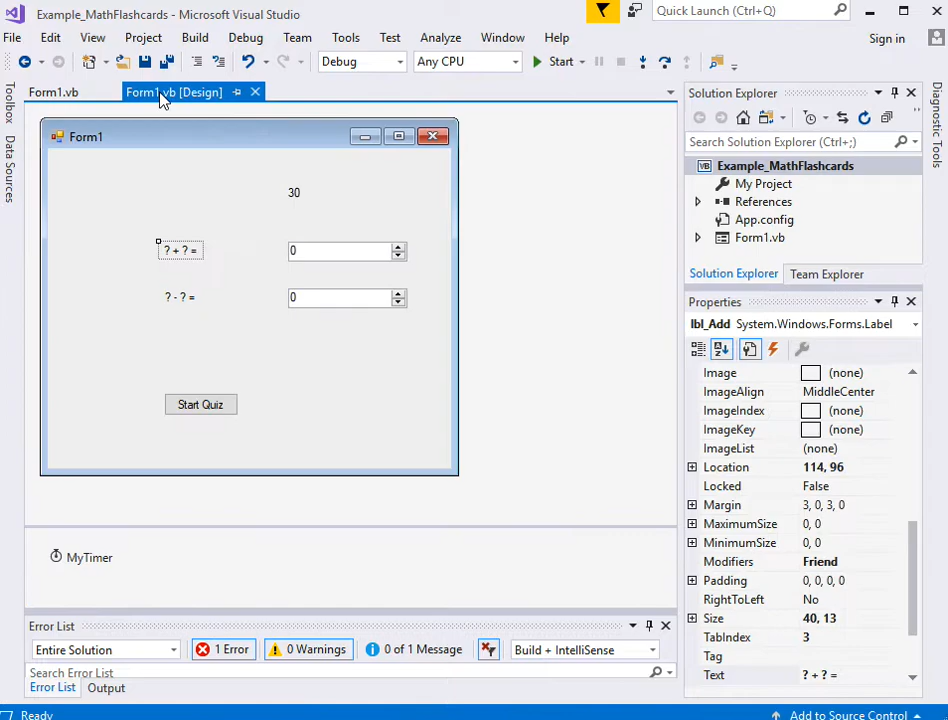 Example_MathFlashcards - Microsoft Visual Studio
Quick Launch (Ctrl+Q)
File Edit View Project Build Debug Team Tools Test Analyze Window Help
Sign in
Debug Any CPU Start
Toolbox
Data Sources
Form1.vb
Form1.vb [Design]
Form1
30
? + ? =
0
? - ? =
0
Start Quiz
MyTimer
Error List
Entire Solution 1 Error 0 Warnings 0 of 1 Message Build + IntelliSense
Search Error List
Error List Output
Solution Explorer
Search Solution Explorer (Ctrl+;)
VB Example_MathFlashcards
My Project
References
App.config
Form1.vb
Solution Explorer Team Explorer
Properties
lbl_Add System.Windows.Forms.Label
Image (none)
ImageAlign MiddleCenter
ImageIndex (none)
ImageKey (none)
ImageList (none)
Location 114, 96
Locked False
Margin 3, 0, 3, 0
MaximumSize 0, 0
MinimumSize 0, 0
Modifiers Friend
Padding 0, 0, 0, 0
RightToLeft No
Size 40, 13
TabIndex 3
Tag
Text ? + ? =
Diagnostic Tools
Ready
Add to Source Control